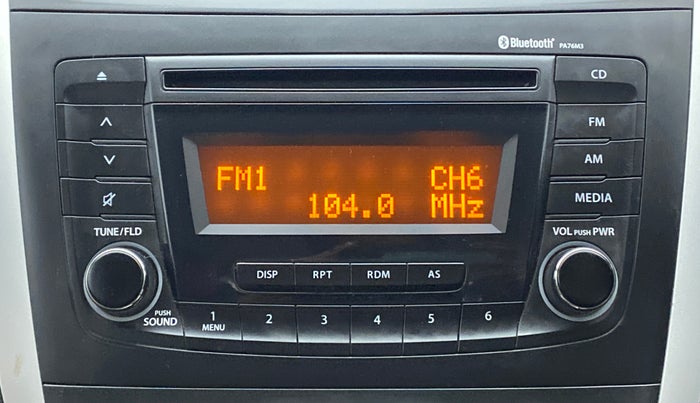 Bluetooth PA76M3
CD
FM1 CH6
104.0 MHz
FM
AM
MEDIA
TUNE/FLD
VOL PUSH PWR
DISP RPT RDM AS
PUSH
SOUND
1 2 3 4 5 6
MENU